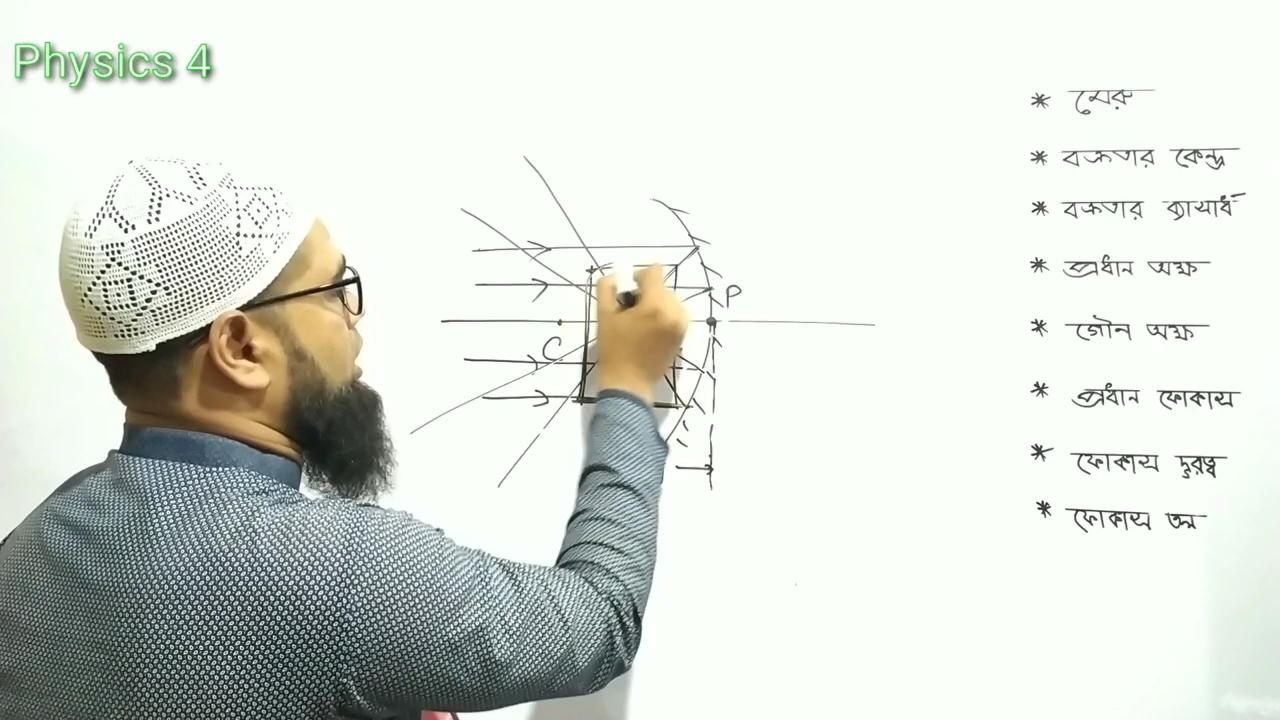 Physics 4
* মেরু
* বক্রতার কেন্দ্র
* বক্রতার ব্যাসার্ধ
* প্রধান অক্ষ
* গৌন অক্ষ
* প্রধান ফোকাস
* ফোকাস দুরত্ব
* ফোকাস তল
P
C